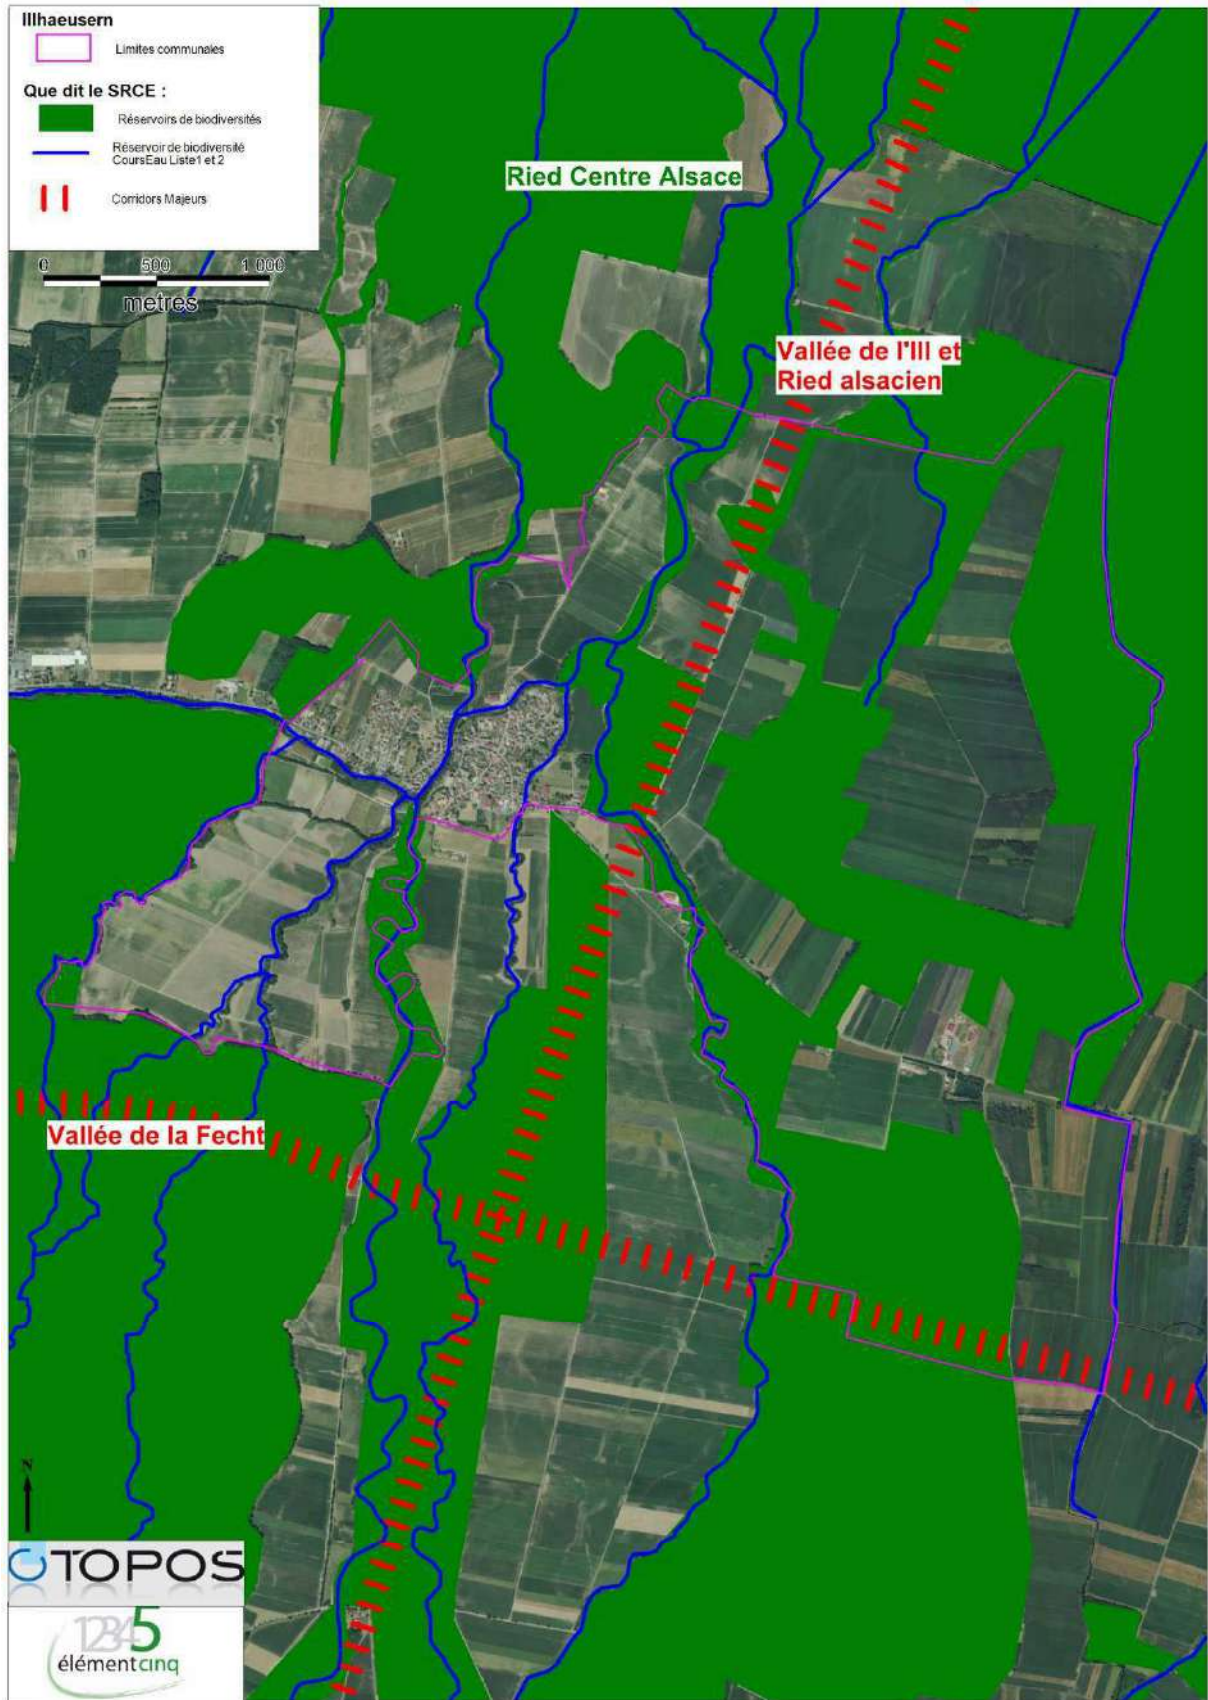 Illhaeusern
Limites communales
Que dit le SRCE :
Réservoirs de biodiversités
Réservoir de biodiversité
CoursEau Liste1 et 2
Corridors Majeurs
0 500 1 000
metres
Ried Centre Alsace
Vallée de l'Ill et
Ried alsacien
Vallée de la Fecht
N
OTOPOS
12345
élémentcinq